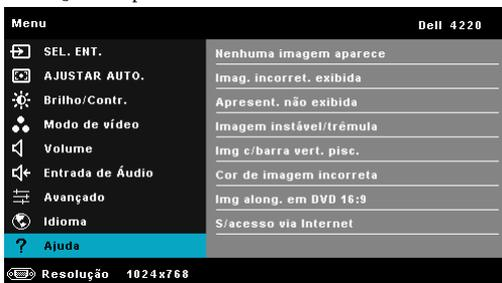 Menu Dell 4220
SEL. ENT.
AJUSTAR AUTO.
Brilho/Contr.
Modo de vídeo
Volume
Entrada de Áudio
Avançado
Idioma
? Ajuda
Nenhuma imagem aparece
Imag. incorret. exibida
Apresent. não exibida
Imagem instável/trêmula
Img c/barra vert. pisc.
Cor de imagem incorreta
Img along. em DVD 16:9
S/acesso via Internet
Resolução 1024x768